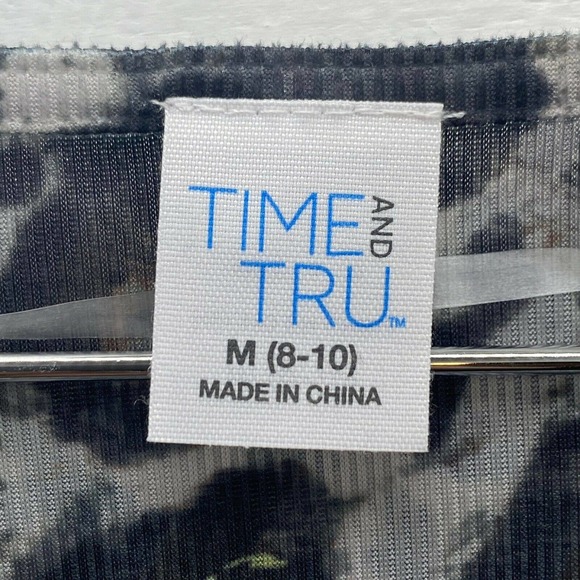 TIME AND
TRU™
M (8-10)
MADE IN CHINA